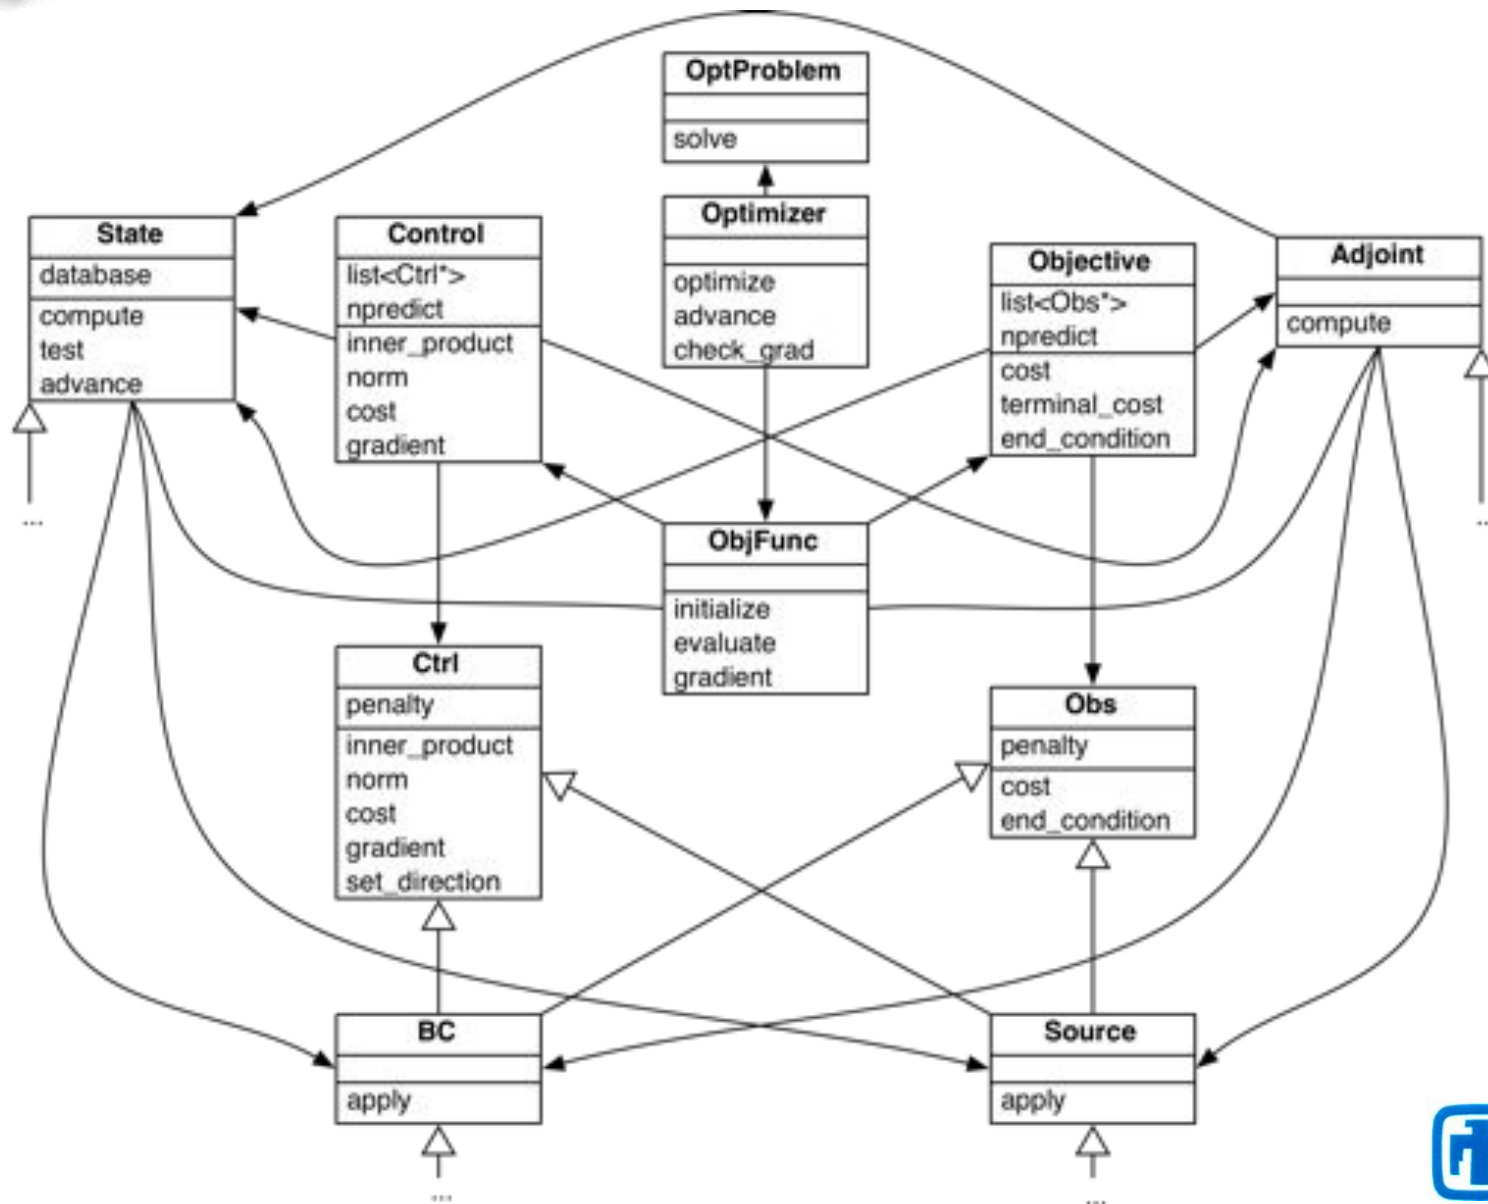 OptProblem
solve
State
database
compute
test
advance
Control
list<Ctrl*>
npredict
inner_product
norm
cost
gradient
Optimizer
optimize
advance
check_grad
Objective
list<Obs*>
npredict
cost
terminal_cost
end_condition
Adjoint
compute
...
...
ObjFunc
initialize
evaluate
gradient
Ctrl
penalty
inner_product
norm
cost
gradient
set_direction
Obs
penalty
cost
end_condition
BC
apply
Source
apply
...
...